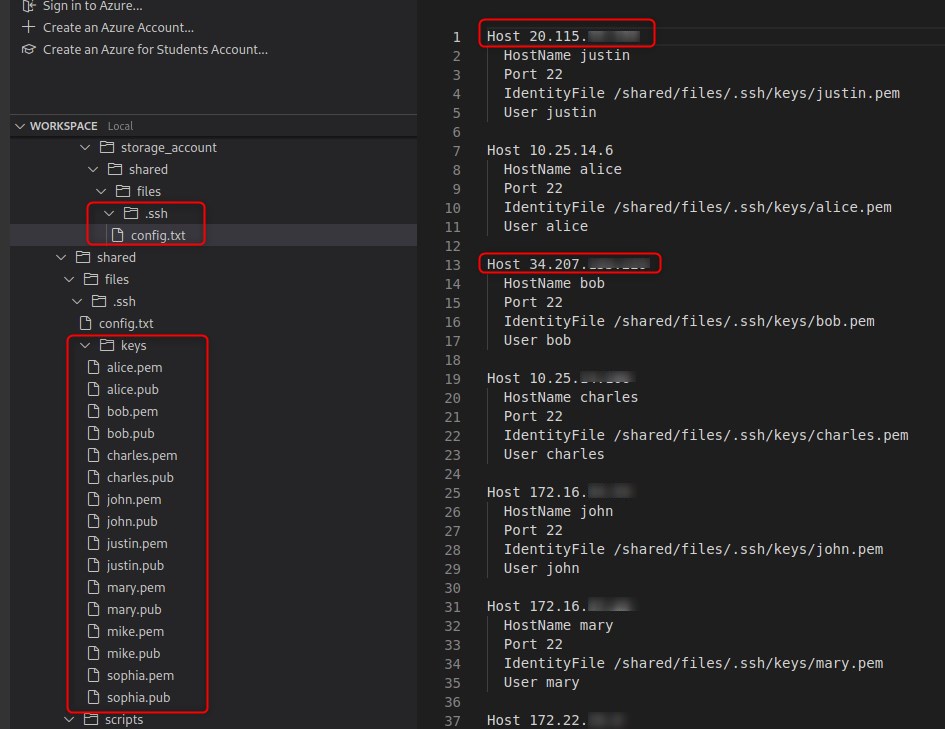 Sign in to Azure...
Create an Azure Account...
Create an Azure for Students Account...
WORKSPACE Local
storage_account
shared
files
.ssh
config.txt
shared
files
.ssh
config.txt
keys
alice.pem
alice.pub
bob.pem
bob.pub
charles.pem
charles.pub
john.pem
john.pub
justin.pem
justin.pub
mary.pem
mary.pub
mike.pem
mike.pub
sophia.pem
sophia.pub
scripts
1 Host 20.115.
2 HostName justin
3 Port 22
4 IdentityFile /shared/files/.ssh/keys/justin.pem
5 User justin
6
7 Host 10.25.14.6
8 HostName alice
9 Port 22
10 IdentityFile /shared/files/.ssh/keys/alice.pem
11 User alice
12
13 Host 34.207.
14 HostName bob
15 Port 22
16 IdentityFile /shared/files/.ssh/keys/bob.pem
17 User bob
18
19 Host 10.25.
20 HostName charles
21 Port 22
22 IdentityFile /shared/files/.ssh/keys/charles.pem
23 User charles
24
25 Host 172.16.
26 HostName john
27 Port 22
28 IdentityFile /shared/files/.ssh/keys/john.pem
29 User john
30
31 Host 172.16.
32 HostName mary
33 Port 22
34 IdentityFile /shared/files/.ssh/keys/mary.pem
35 User mary
36
37 Host 172.22.